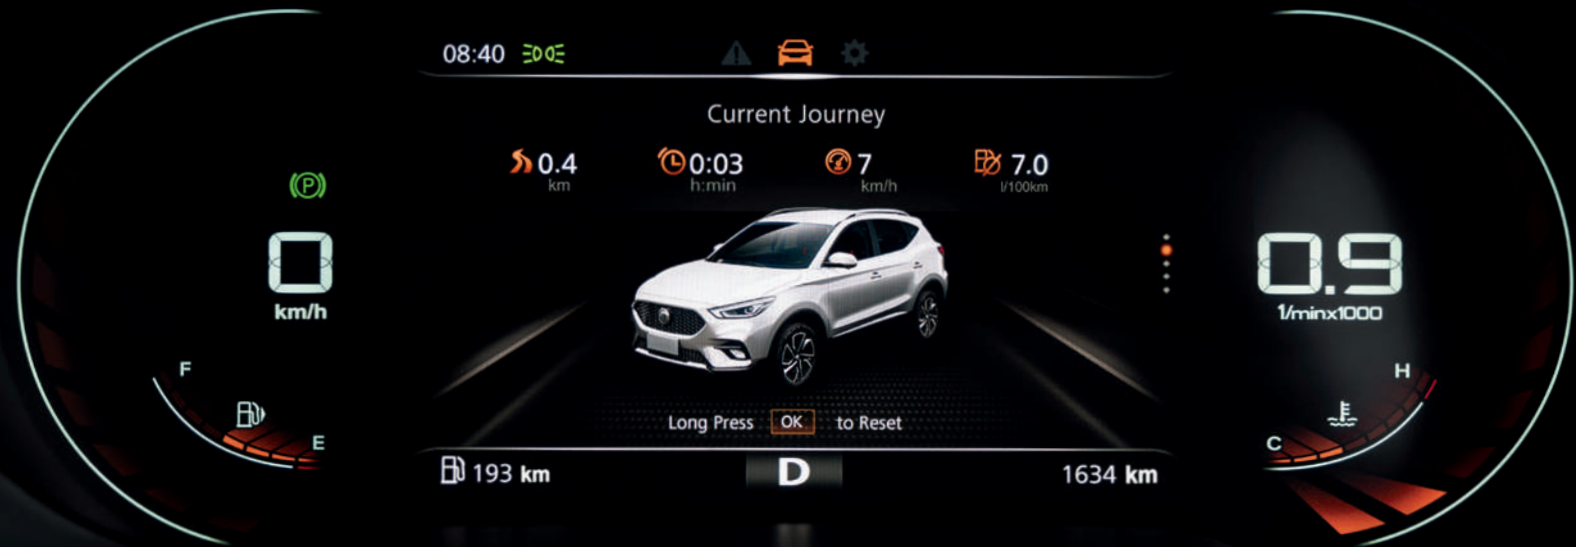 08:40
Current Journey
0.4 0:03 7 7.0
km h:min km/h l/100km
P
0 0.9
km/h 1/minx1000
F H
E C
Long Press OK to Reset
193 km D 1634 km